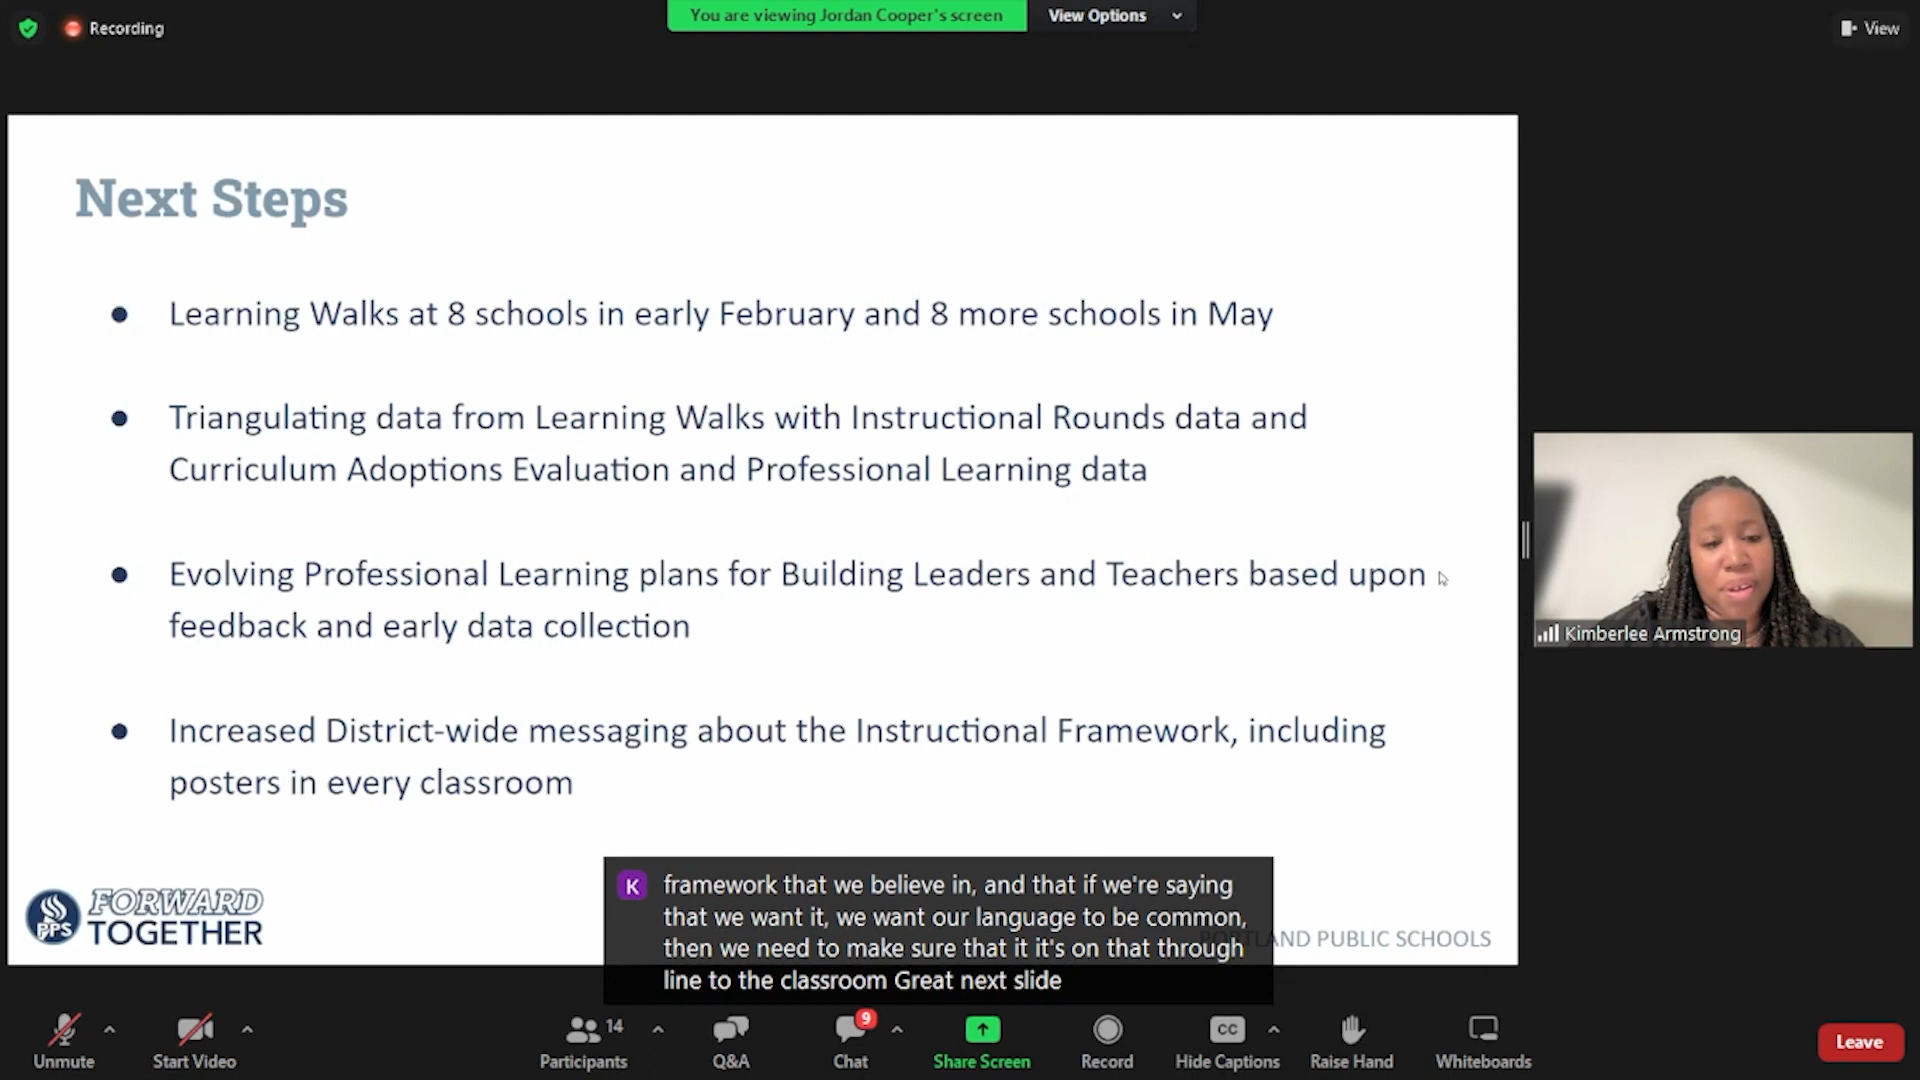 Recording
You are viewing Jordan Cooper's screen
View Options
View
Next Steps
Learning Walks at 8 schools in early February and 8 more schools in May
Triangulating data from Learning Walks with Instructional Rounds data and
Curriculum Adoptions Evaluation and Professional Learning data
Evolving Professional Learning plans for Building Leaders and Teachers based upon
feedback and early data collection
Increased District-wide messaging about the Instructional Framework, including
posters in every classroom
Kimberlee Armstrong
PPS
FORWARD
TOGETHER
K
framework that we believe in, and that if we're saying
that we want it, we want our language to be common,
then we need to make sure that it it's on that through
line to the classroom Great next slide
PORTLAND PUBLIC SCHOOLS
Unmute
Start Video
14
Participants
Q&A
9
Chat
Share Screen
Record
CC
Hide Captions
Raise Hand
Whiteboards
Leave